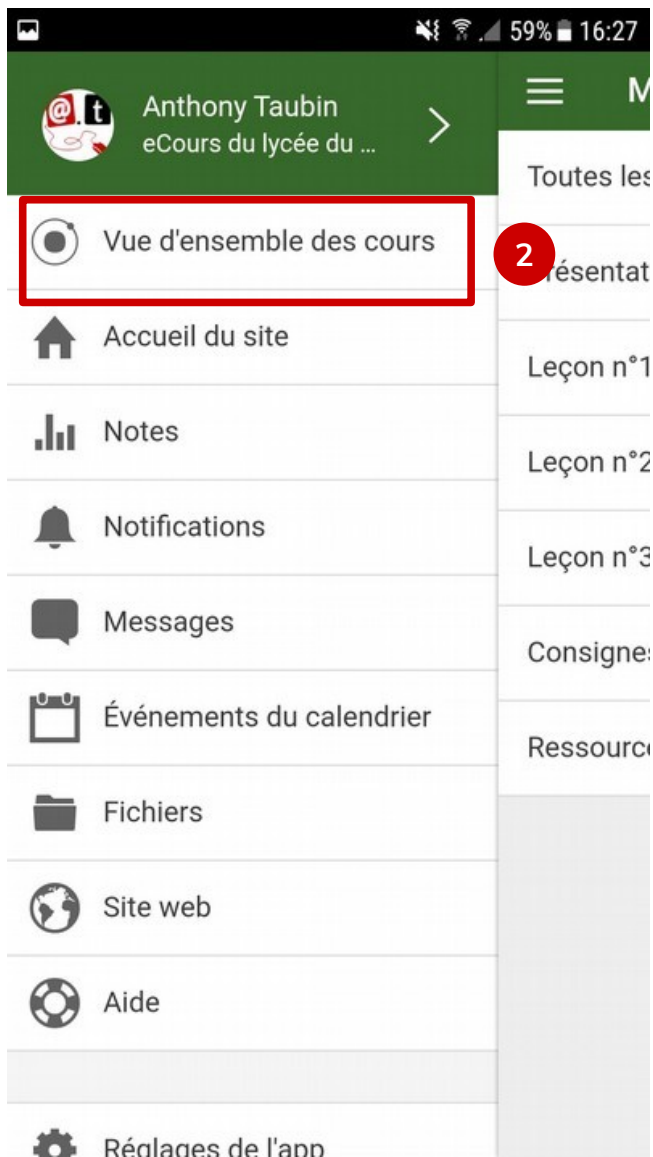 59% 16:27
@.t
Anthony Taubin
eCours du lycée du ...
Vue d'ensemble des cours
2
Accueil du site
Notes
Notifications
Messages
Événements du calendrier
Fichiers
Site web
Aide
Réglages de l'app
M
Toutes les
résentat
Leçon n°1
Leçon n°2
Leçon n°3
Consignes
Ressource